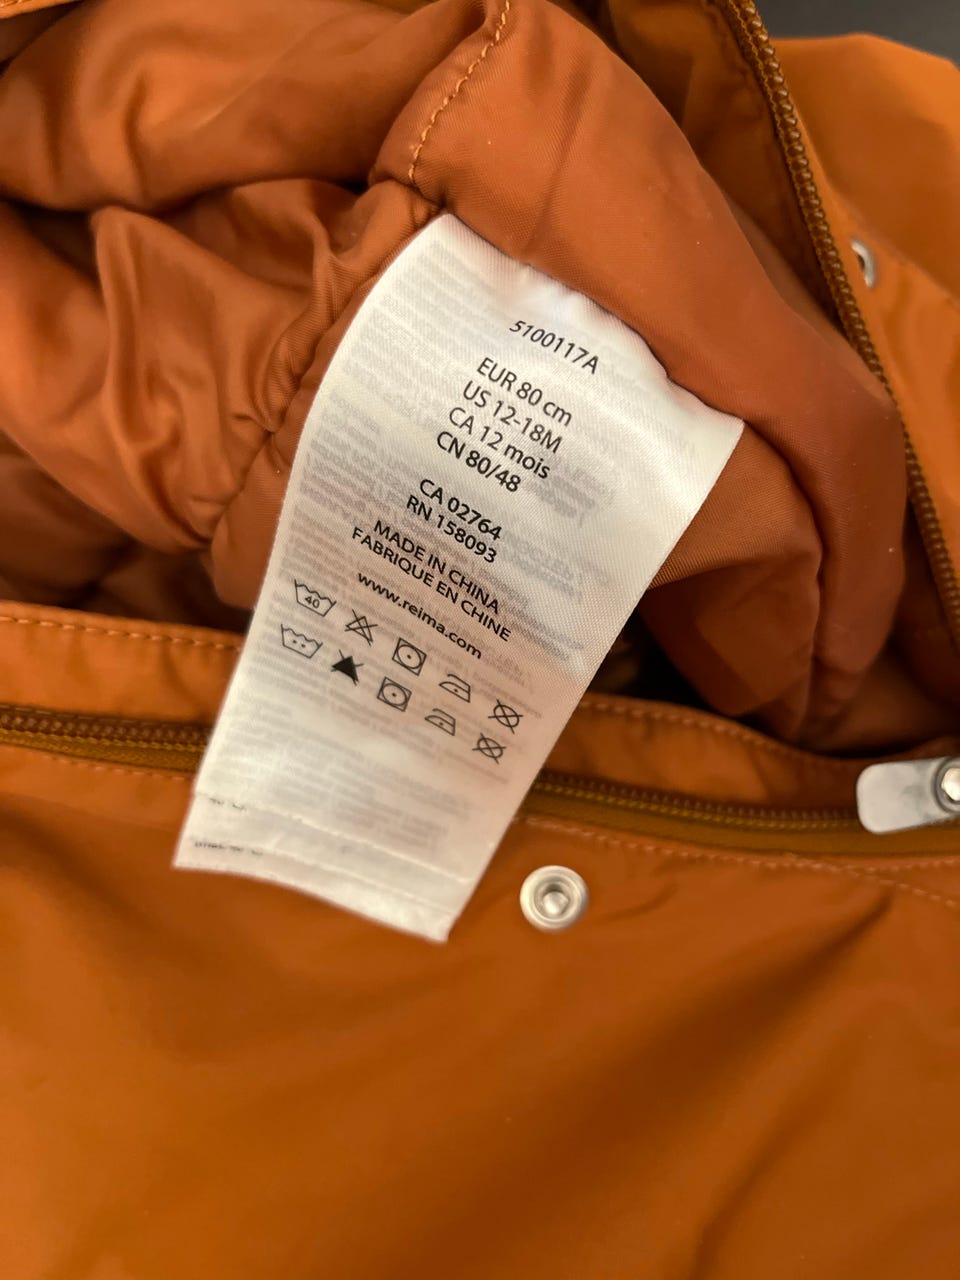 5100117A
EUR 80 cm
US 12-18M
CA 12 mois
CN 80/48
CA 02764
RN 158093
MADE IN CHINA
FABRIQUE EN CHINE
www.reima.com
40